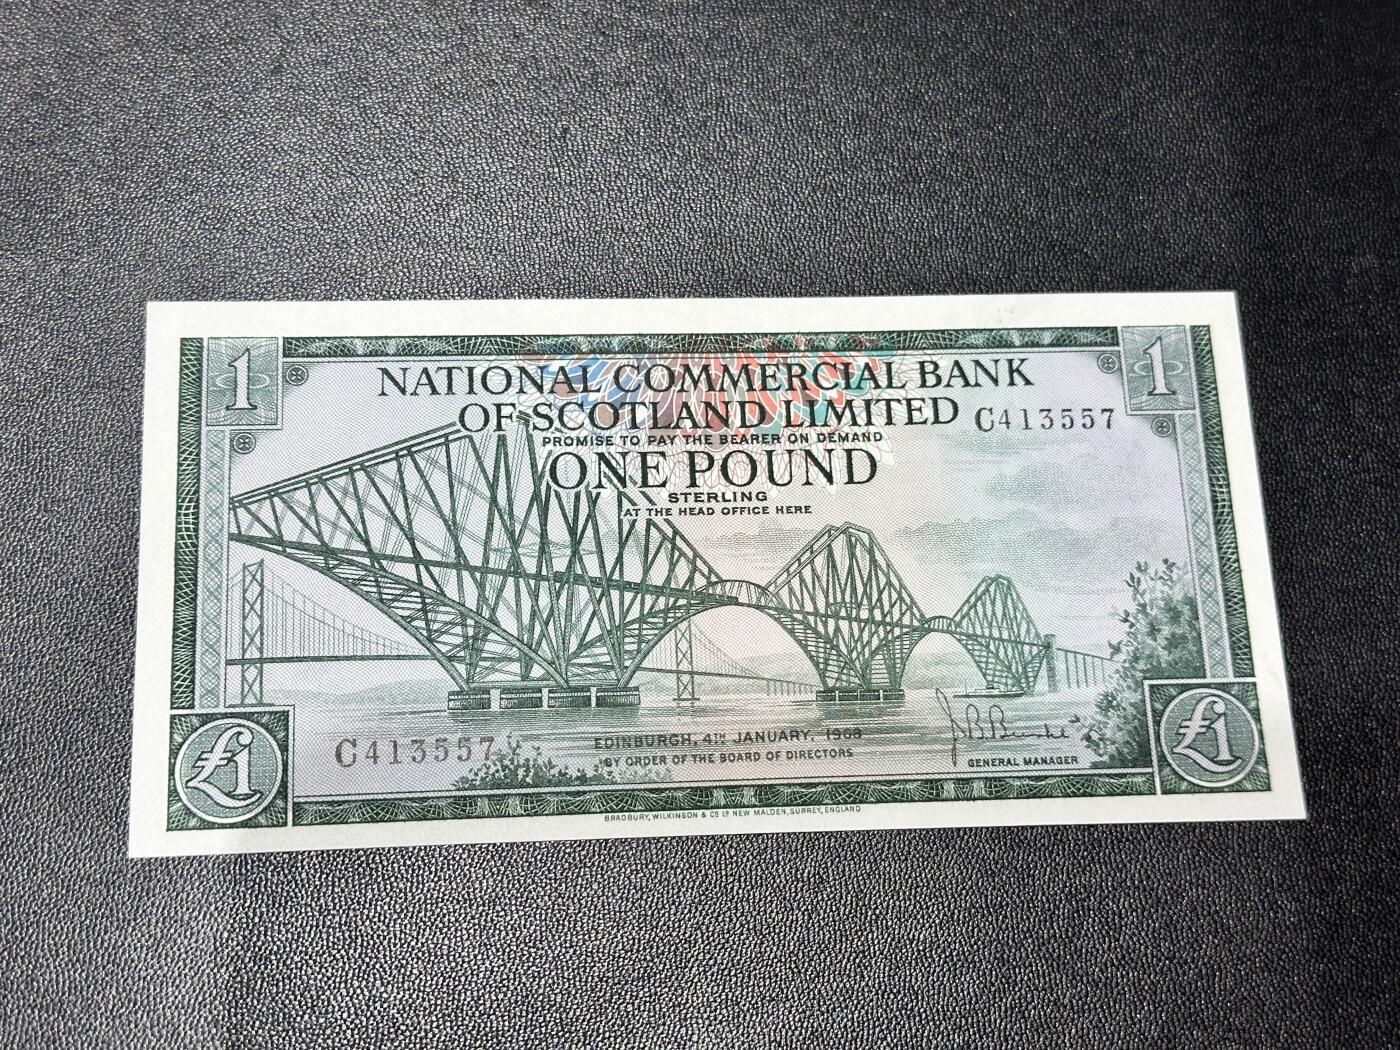 1
1
NATIONAL COMMERCIAL BANK
OF SCOTLAND LIMITED
C413557
PROMISE TO PAY THE BEARER ON DEMAND
ONE POUND
STERLING
AT THE HEAD OFFICE HERE
C413557
EDINBURGH, 4TH JANUARY, 1968
BY ORDER OF THE BOARD OF DIRECTORS
GENERAL MANAGER
£1
£1
BRADBURY, WILKINSON & CO LD NEW MALDEN, SURREY, ENGLAND